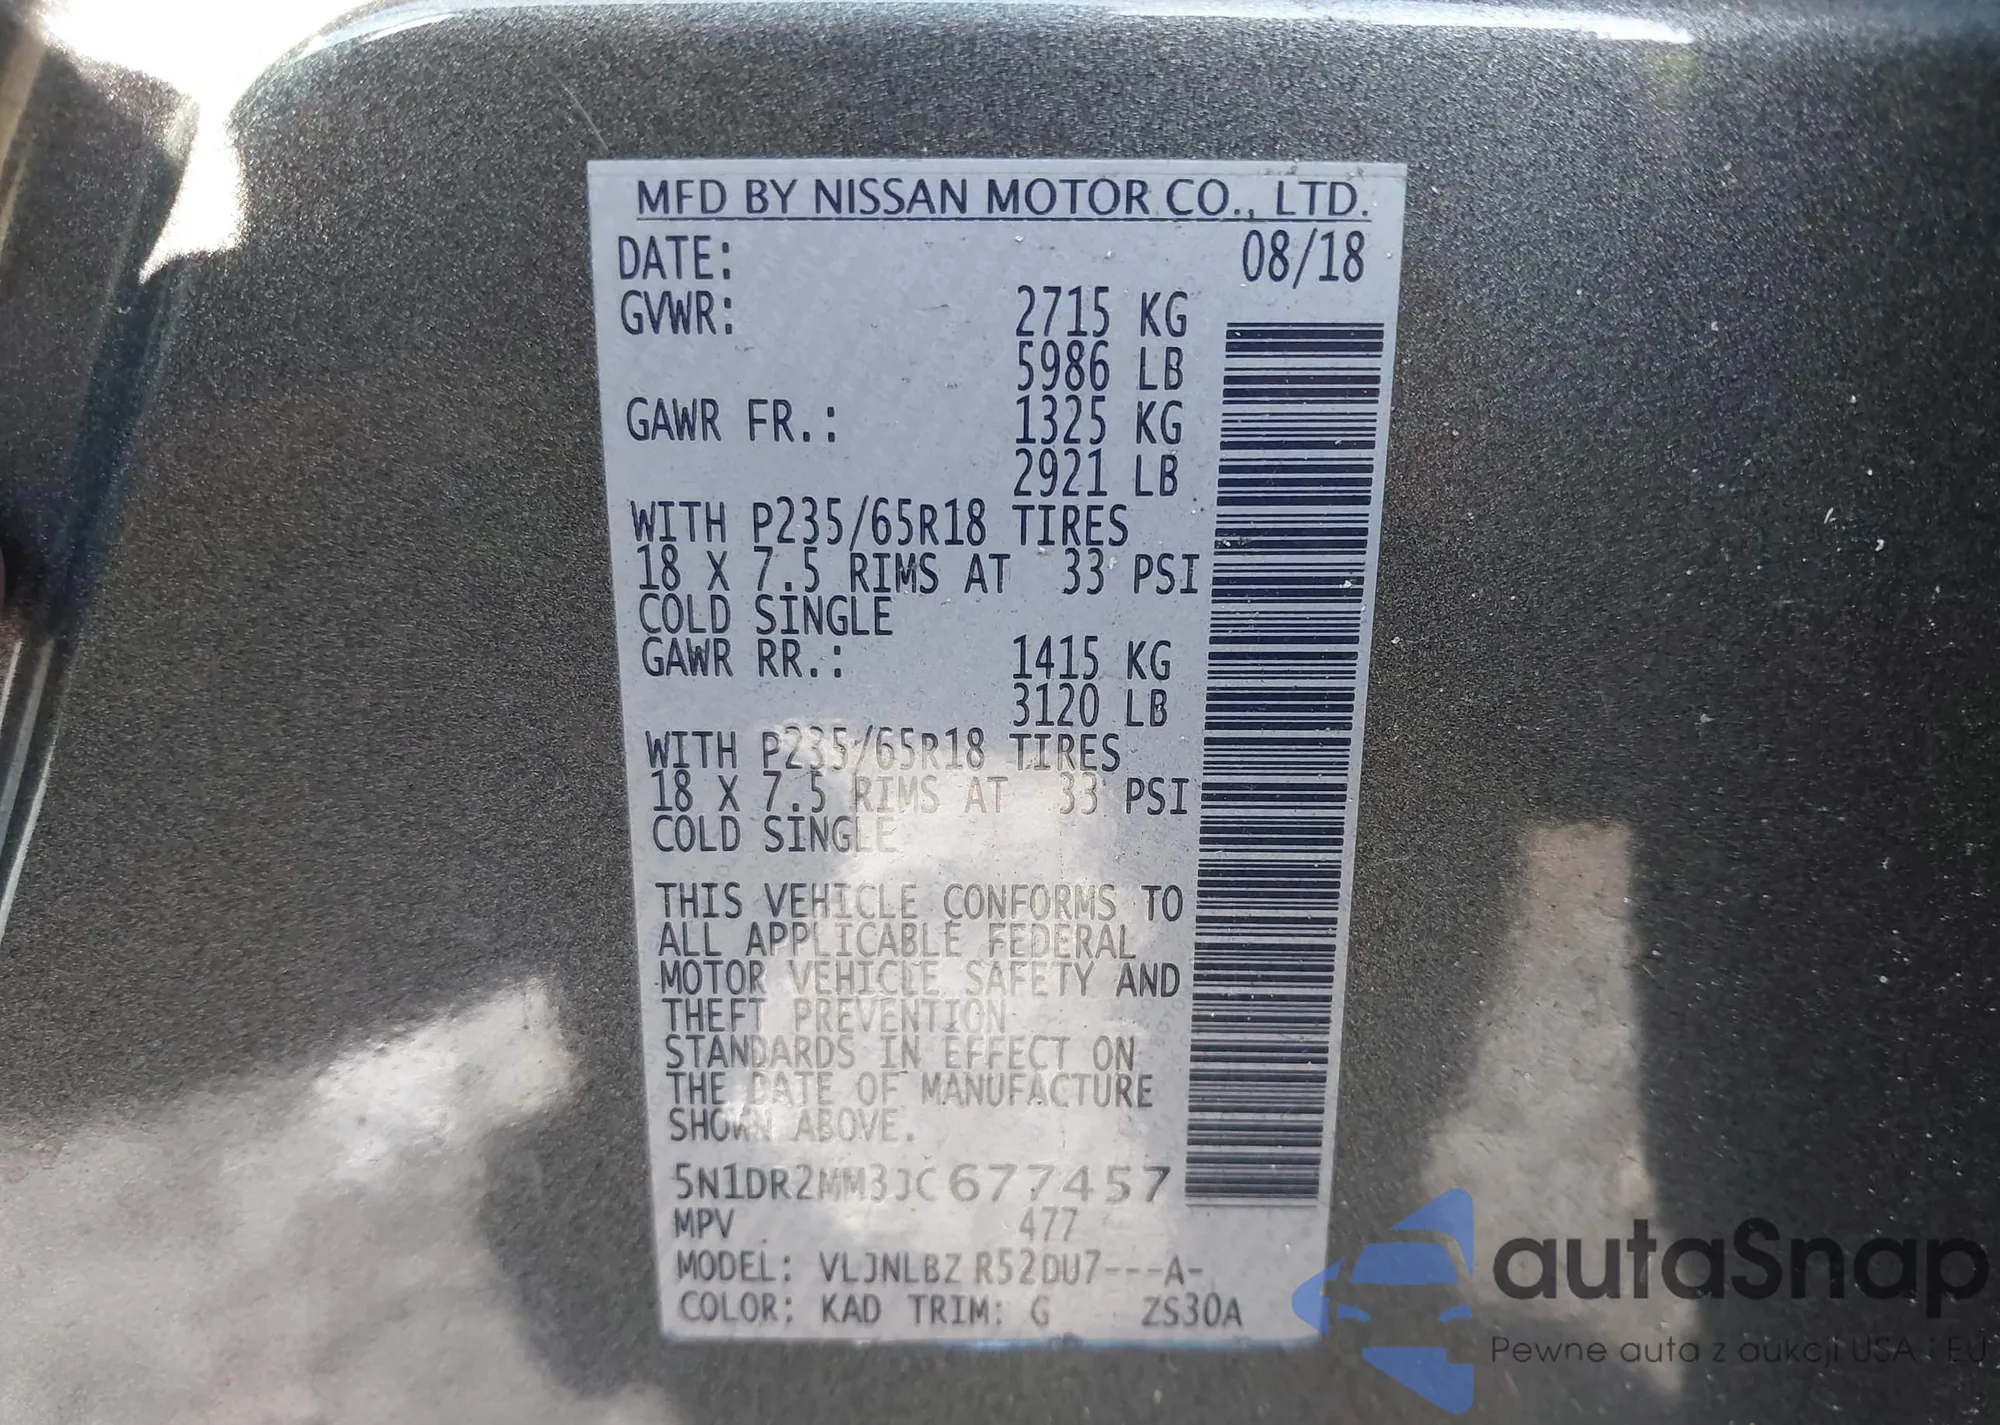 MFD BY NISSAN MOTOR CO., LTD.
DATE: 08/18
GVWR: 2715 KG
5986 LB
GAWR FR.: 1325 KG
2921 LB
WITH P235/65R18 TIRES
18 X 7.5 RIMS AT 33 PSI
COLD SINGLE
GAWR RR.: 1415 KG
3120 LB
WITH P235/65R18 TIRES
18 X 7.5 RIMS AT 33 PSI
COLD SINGLE
THIS VEHICLE CONFORMS TO
ALL APPLICABLE FEDERAL
MOTOR VEHICLE SAFETY AND
THEFT PREVENTION
STANDARDS IN EFFECT ON
THE DATE OF MANUFACTURE
SHOWN ABOVE.
5N1DR2MM3JC677457
MPV 477
MODEL: VLJNLBZ R52DU7---A-
COLOR: KAD TRIM: G ZS30A
autaSnap
Pewne auta z aukcji USA i EU